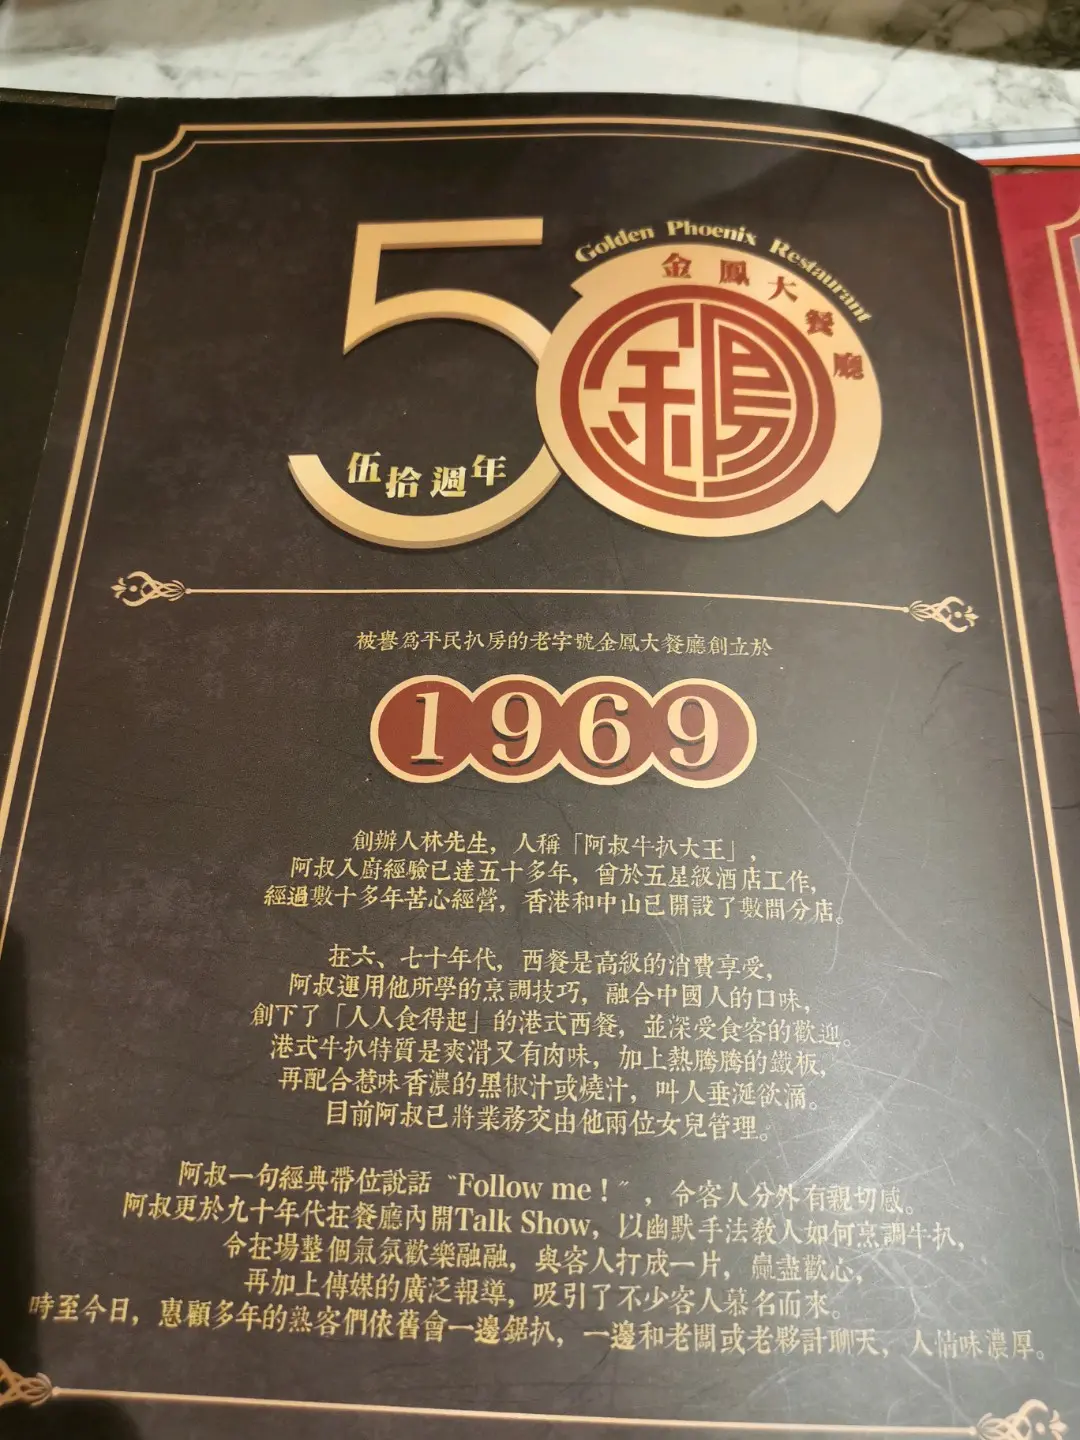 Golden Phoenix Restaurant
金鳳大餐廳
50
伍拾週年
被譽為平民扒房的老字號金鳳大餐廳創立於
1969
創辦人林先生，人稱「阿叔牛扒大王」，
阿叔入廚經驗已達五十多年，曾於五星級酒店工作，
經過數十多年苦心經營，香港和中山已開設了數間分店。
在六、七十年代，西餐是高級的消費享受，
阿叔運用他所學的烹調技巧，融合中國人的口味，
創下了「人人食得起」的港式西餐，並深受食客的歡迎。
港式牛扒特質是爽滑又有肉味，加上熱騰騰的鐵板，
再配合惹味香濃的黑椒汁或燒汁，叫人垂涎欲滴。
目前阿叔已將業務交由他兩位女兒管理。
阿叔一句經典帶位說話“Follow me！”，令客人分外有親切感。
阿叔更於九十年代在餐廳內開Talk Show，以幽默手法教人如何烹調牛扒，
令在場整個氣氛歡樂融融，與客人打成一片，贏盡歡心，
再加上傳媒的廣泛報導，吸引了不少客人慕名而來。
時至今日，惠顧多年的熟客們依舊會一邊鋸扒，一邊和老闆或老夥計聊天，人情味濃厚。